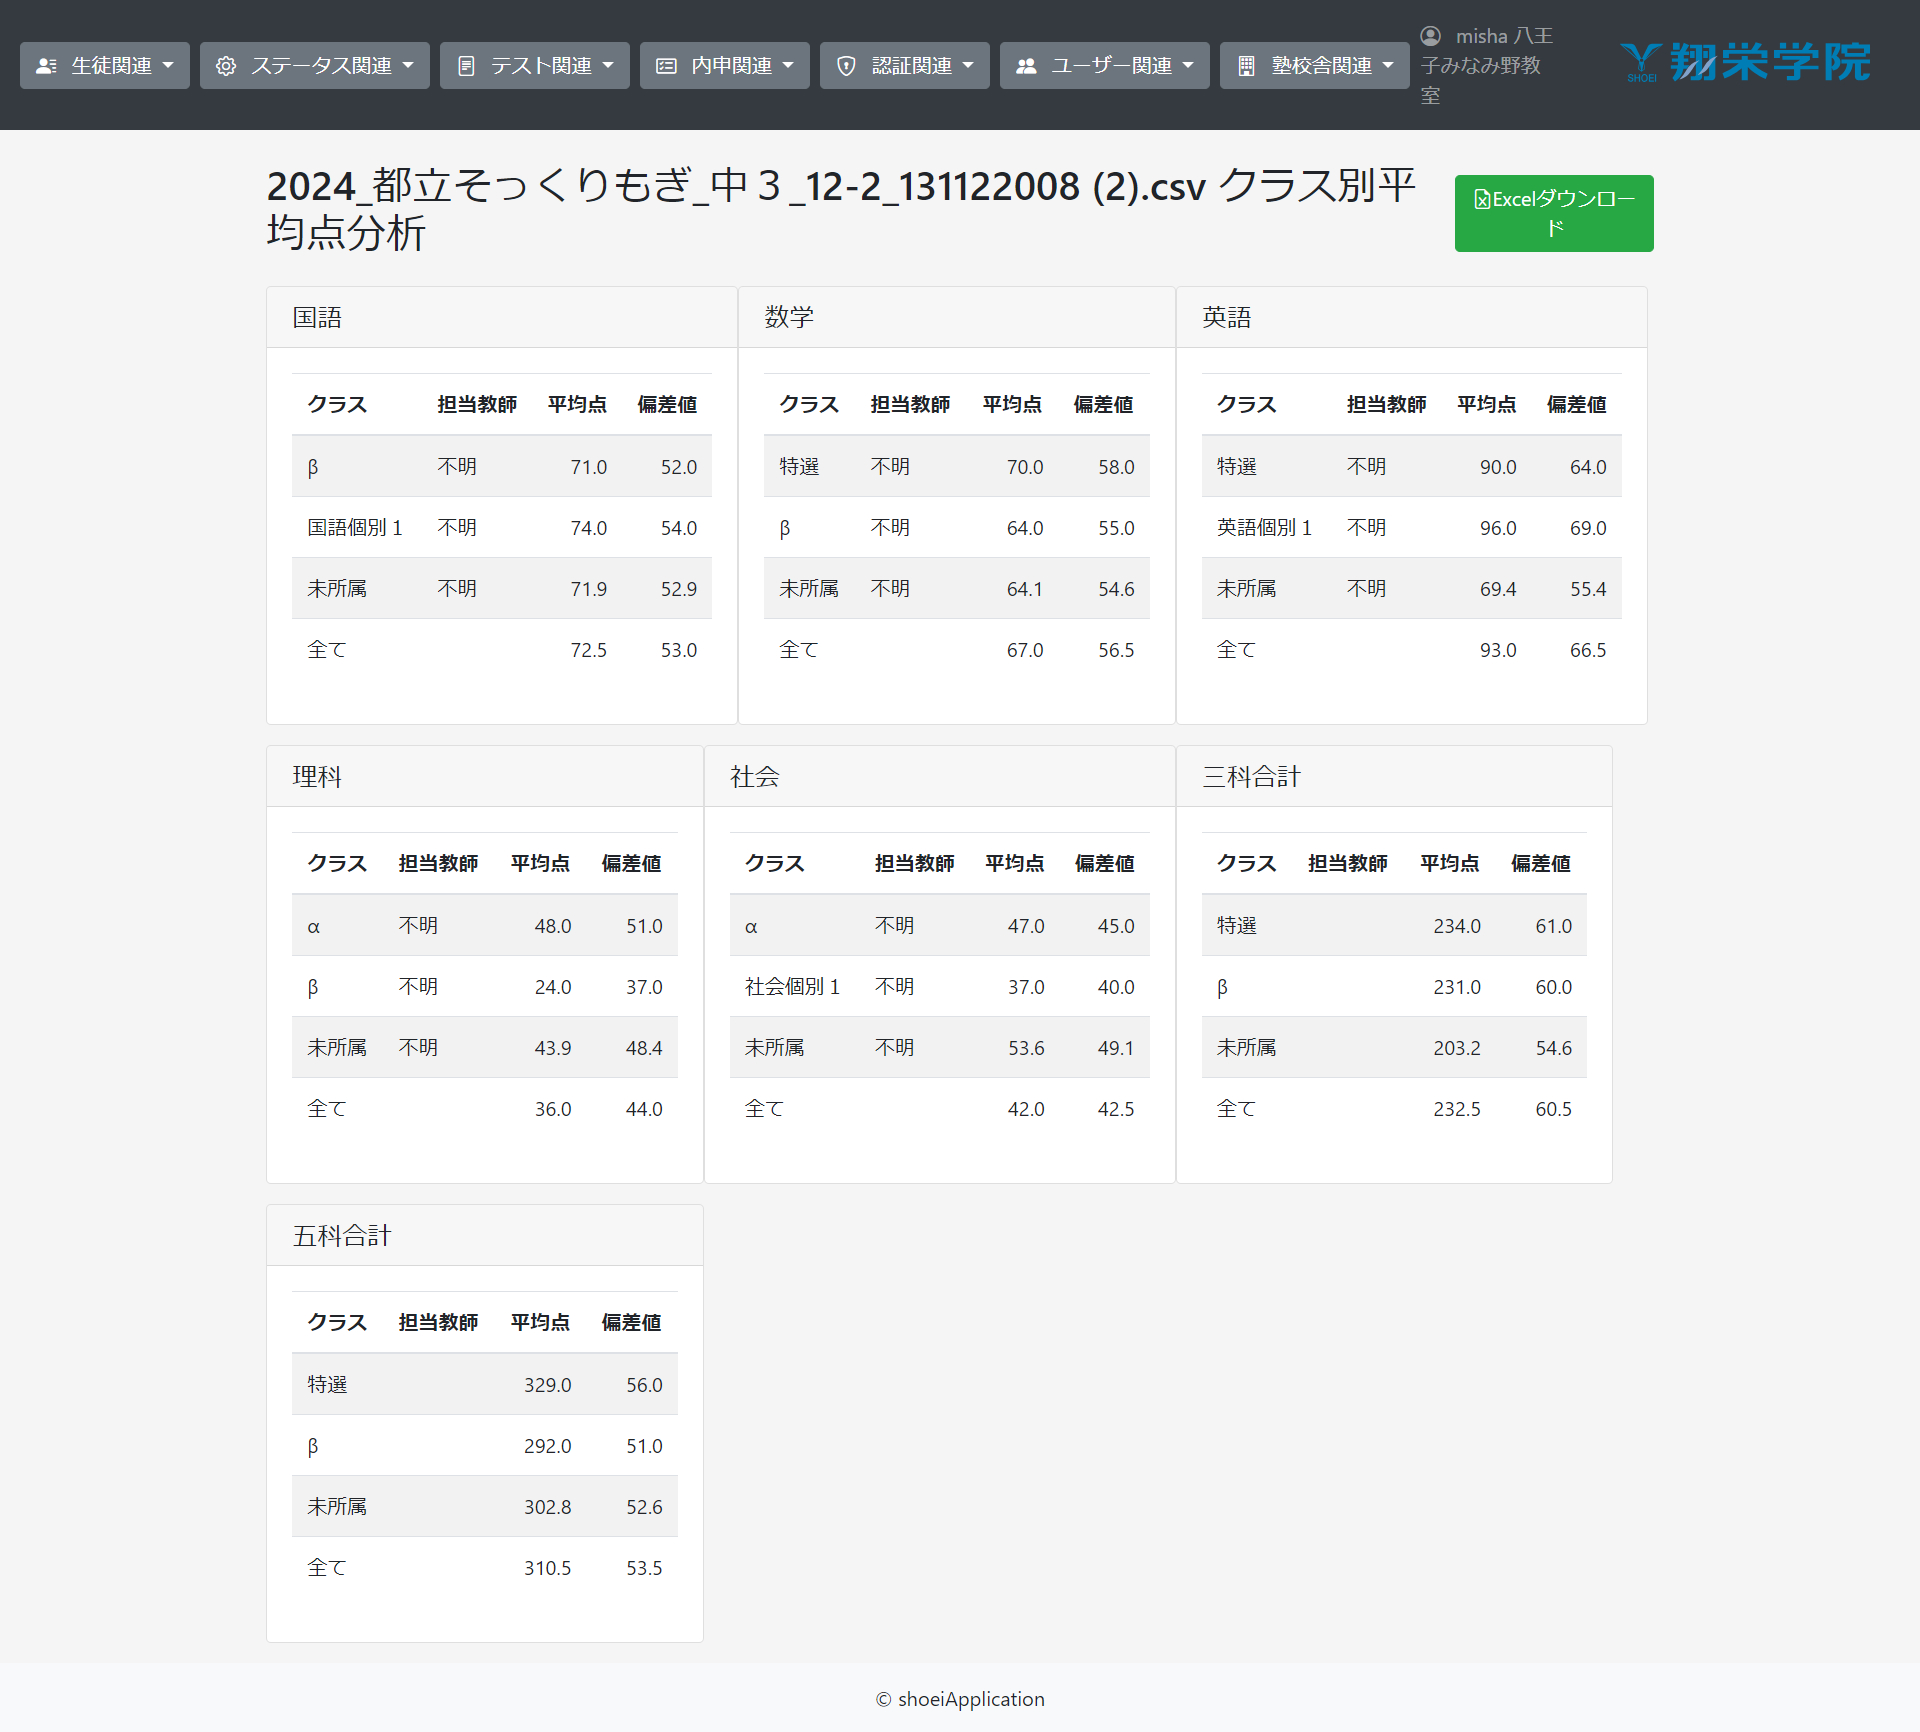 生徒関連 ステータス関連 テスト関連 内申関連 認証関連 ユーザー関連 塾校舎関連
misha 八王
子みなみ野教
室
SHOEI 翔栄学院
2024_都立そっくりもぎ_中３_12-2_131122008 (2).csv クラス別平
均点分析
Excelダウンロー
ド
国語
クラス 担当教師 平均点 偏差値
β 不明 71.0 52.0
国語個別１ 不明 74.0 54.0
未所属 不明 71.9 52.9
全て 72.5 53.0
数学
クラス 担当教師 平均点 偏差値
特選 不明 70.0 58.0
β 不明 64.0 55.0
未所属 不明 64.1 54.6
全て 67.0 56.5
英語
クラス 担当教師 平均点 偏差値
特選 不明 90.0 64.0
英語個別１ 不明 96.0 69.0
未所属 不明 69.4 55.4
全て 93.0 66.5
理科
クラス 担当教師 平均点 偏差値
α 不明 48.0 51.0
β 不明 24.0 37.0
未所属 不明 43.9 48.4
全て 36.0 44.0
社会
クラス 担当教師 平均点 偏差値
α 不明 47.0 45.0
社会個別１ 不明 37.0 40.0
未所属 不明 53.6 49.1
全て 42.0 42.5
三科合計
クラス 担当教師 平均点 偏差値
特選 234.0 61.0
β 231.0 60.0
未所属 203.2 54.6
全て 232.5 60.5
五科合計
クラス 担当教師 平均点 偏差値
特選 329.0 56.0
β 292.0 51.0
未所属 302.8 52.6
全て 310.5 53.5
© shoeiApplication